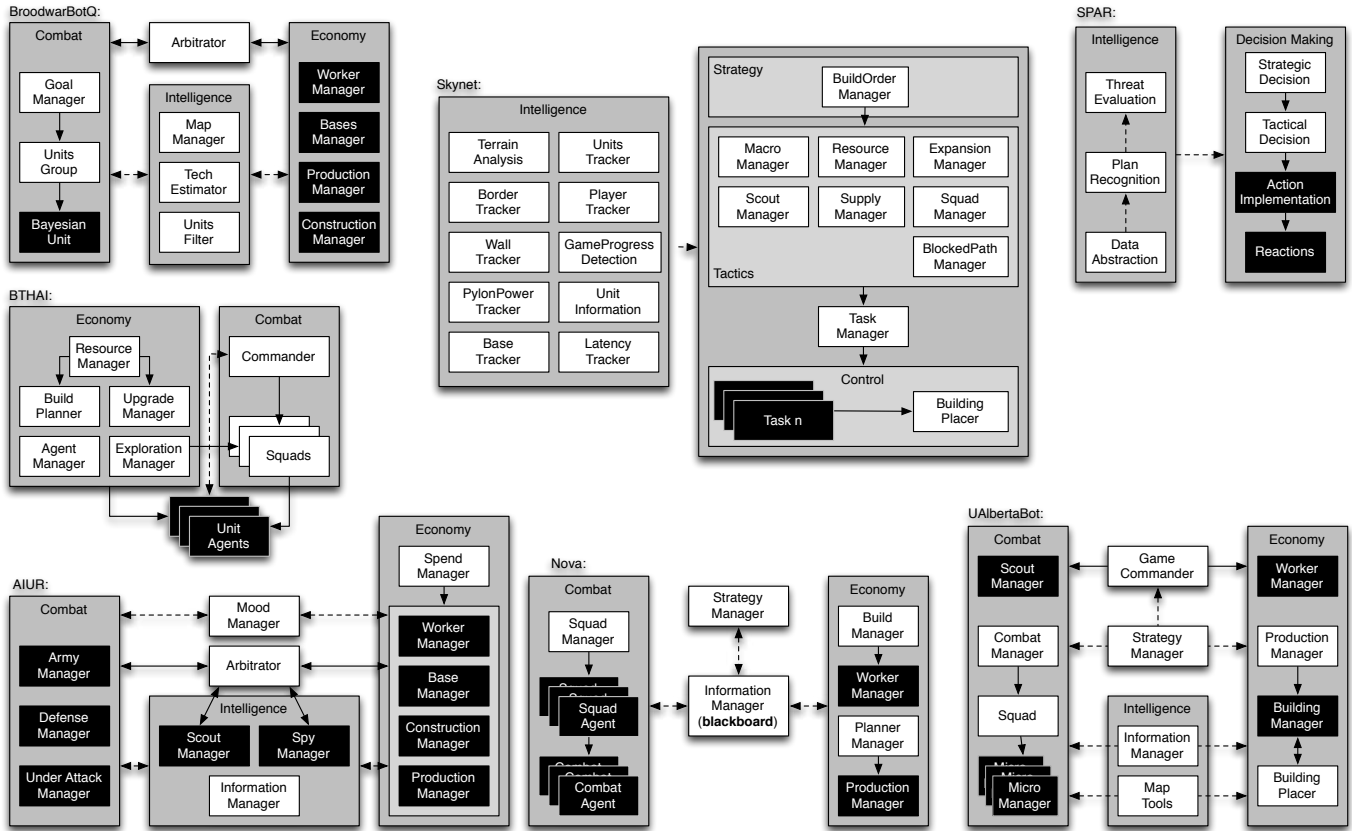 BroodwarBotQ:
Combat
Arbitrator
Economy
Goal
Manager
Units
Group
Bayesian
Unit
Intelligence
Map
Manager
Tech
Estimator
Units
Filter
Worker
Manager
Bases
Manager
Production
Manager
Construction
Manager
Skynet:
Intelligence
Terrain
Analysis
Units
Tracker
Border
Tracker
Player
Tracker
Wall
Tracker
GameProgress
Detection
PylonPower
Tracker
Unit
Information
Base
Tracker
Latency
Tracker
Strategy
BuildOrder
Manager
Macro
Manager
Resource
Manager
Expansion
Manager
Scout
Manager
Supply
Manager
Squad
Manager
BlockedPath
Manager
Tactics
Task
Manager
Control
Task n
Building
Placer
SPAR:
Intelligence
Threat
Evaluation
Plan
Recognition
Data
Abstraction
Decision Making
Strategic
Decision
Tactical
Decision
Action
Implementation
Reactions
BTHAI:
Economy
Resource
Manager
Build
Planner
Upgrade
Manager
Agent
Manager
Exploration
Manager
Combat
Commander
Squads
Unit
Agents
AIUR:
Combat
Army
Manager
Defense
Manager
Under Attack
Manager
Mood
Manager
Arbitrator
Intelligence
Scout
Manager
Spy
Manager
Information
Manager
Economy
Spend
Manager
Worker
Manager
Base
Manager
Construction
Manager
Production
Manager
Nova:
Combat
Squad
Manager
Squad
Agent
Combat
Combat
Agent
Strategy
Manager
Information
Manager
(blackboard)
Economy
Build
Manager
Worker
Manager
Planner
Manager
Production
Manager
UAlbertaBot:
Combat
Scout
Manager
Combat
Manager
Squad
Micro
Micro
Micro
Manager
Game
Commander
Strategy
Manager
Intelligence
Information
Manager
Map
Tools
Economy
Worker
Manager
Production
Manager
Building
Manager
Building
Placer